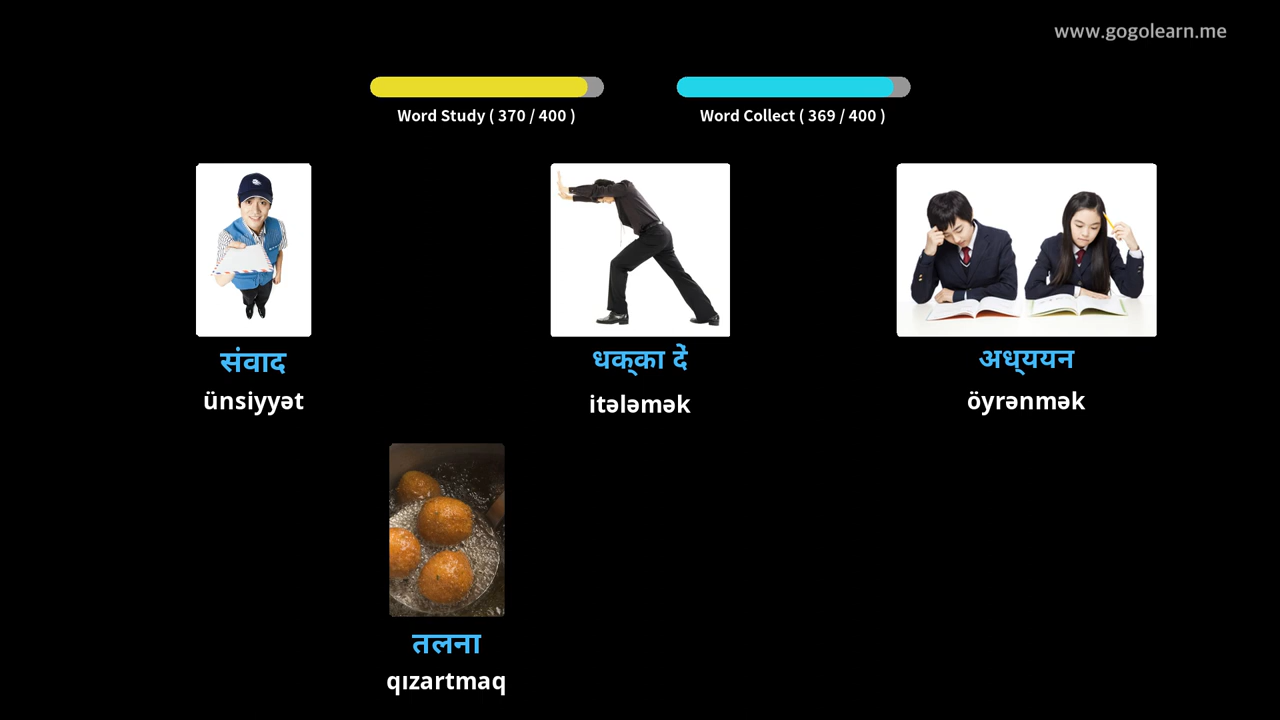 www.gogolearn.me
Word Study ( 370 / 400 )
Word Collect ( 369 / 400 )
संवाद
धक्का दें
अध्ययन
ünsiyyət
itələmək
öyrənmək
तलना
qızartmaq